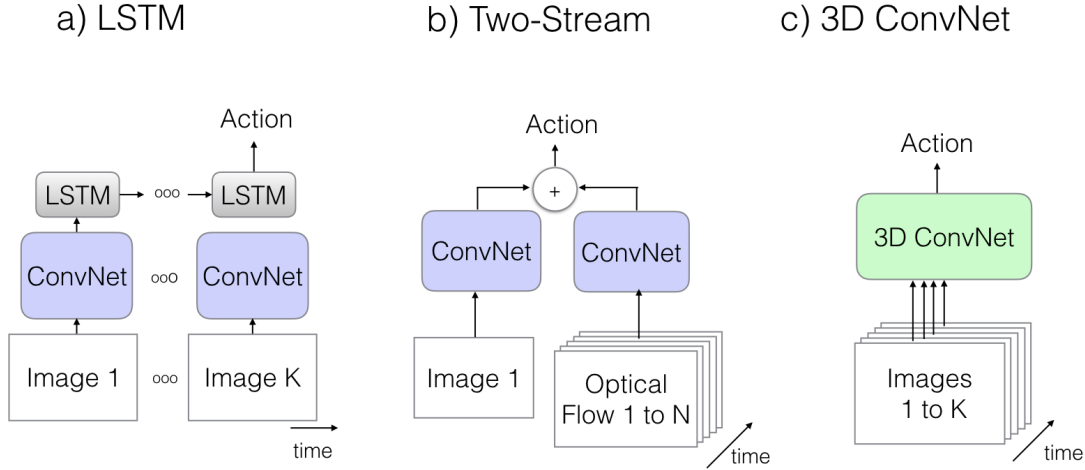 a) LSTM
Action
LSTM ooo LSTM
ConvNet ooo ConvNet
Image 1 ooo Image K
time
b) Two-Stream
Action
+
ConvNet ConvNet
Image 1
Optical
Flow 1 to N
time
c) 3D ConvNet
Action
3D ConvNet
Images
1 to K
time